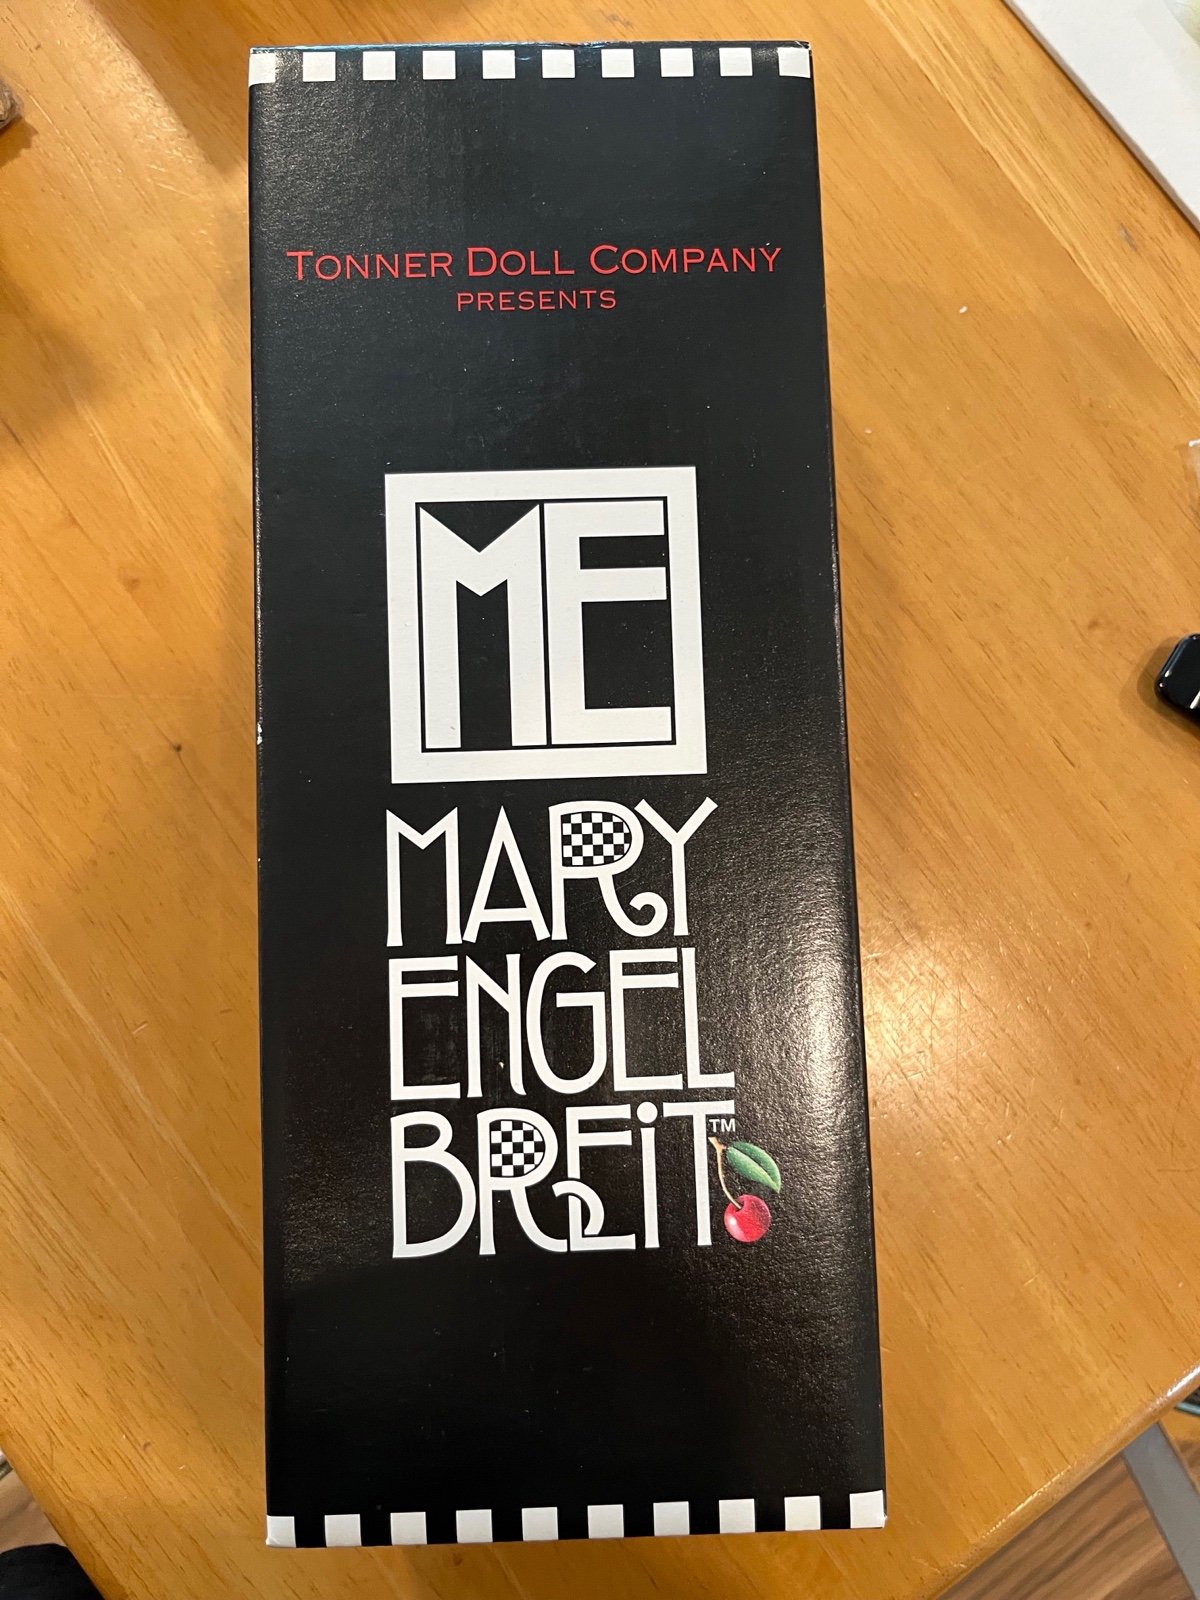 TONNER DOLL COMPANY
PRESENTS
ME
MARY
ENGEL
BREiT™